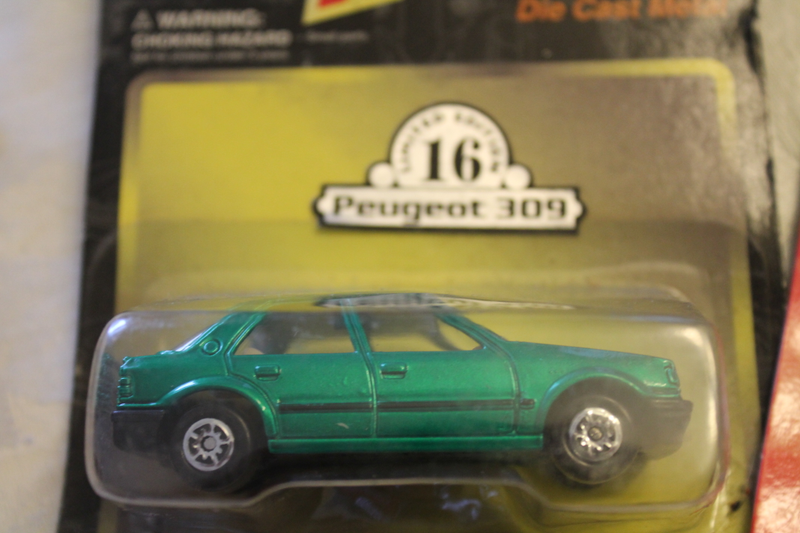 ⚠ WARNING:
CHOKING HAZARD
Die Cast Metal
LIMITED EDITION
16
Peugeot 309